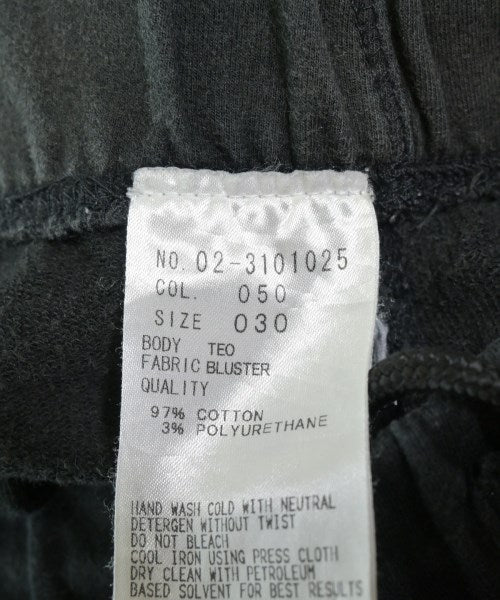 NO. 02-3101025
COL. 050
SIZE 030
BODY TEO
FABRIC BLUSTER
QUALITY
97% COTTON
3% POLYURETHANE
HAND WASH COLD WITH NEUTRAL
DETERGEN WITHOUT TWIST
DO NOT BLEACH
COOL IRON USING PRESS CLOTH
DRY CLEAN WITH PETROLEUM
BASED SOLVENT FOR BEST RESULTS